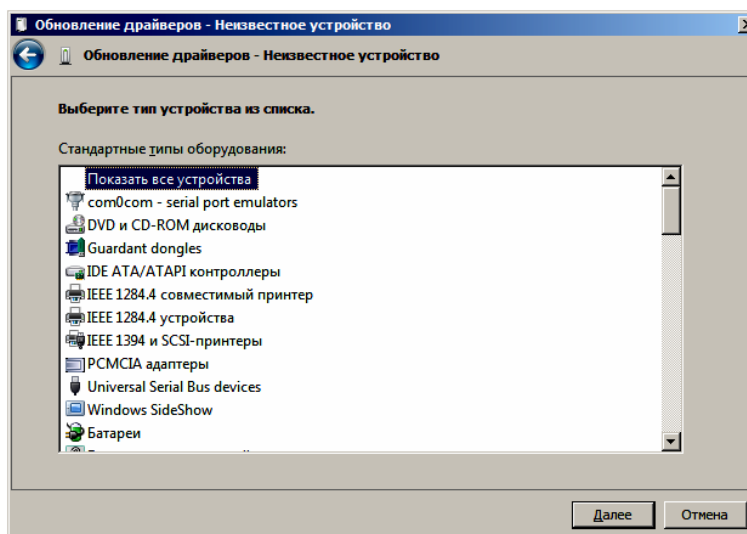 Обновление драйверов - Неизвестное устройство
Обновление драйверов - Неизвестное устройство
Выберите тип устройства из списка.
Стандартные типы оборудования:
Показать все устройства
com0com - serial port emulators
DVD и CD-ROM дисководы
Guardant dongles
IDE ATA/ATAPI контроллеры
IEEE 1284.4 совместимый принтер
IEEE 1284.4 устройства
IEEE 1394 и SCSI-принтеры
PCMCIA адаптеры
Universal Serial Bus devices
Windows SideShow
Батареи
Далее Отмена